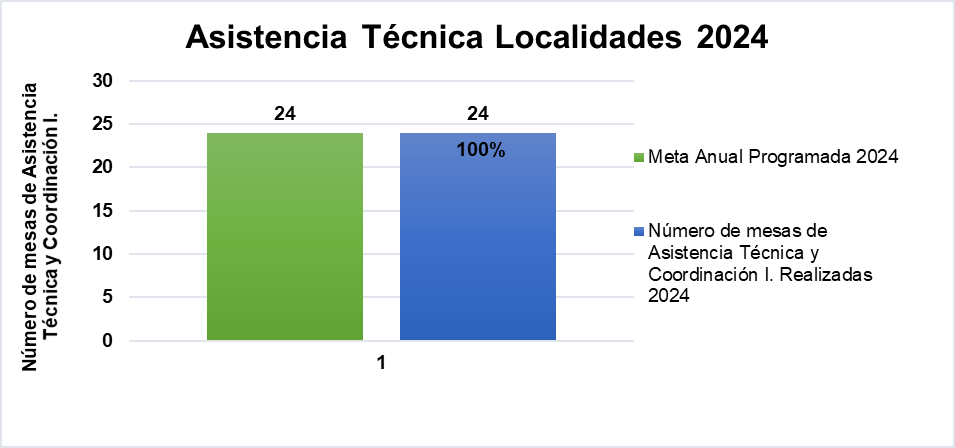 Asistencia Técnica Localidades 2024
Número de mesas de Asistencia
Técnica y Coordinación I.
30
25
20
15
10
5
0
24
24
100%
1
Meta Anual Programada 2024
Número de mesas de
Asistencia Técnica y
Coordinación I. Realizadas
2024